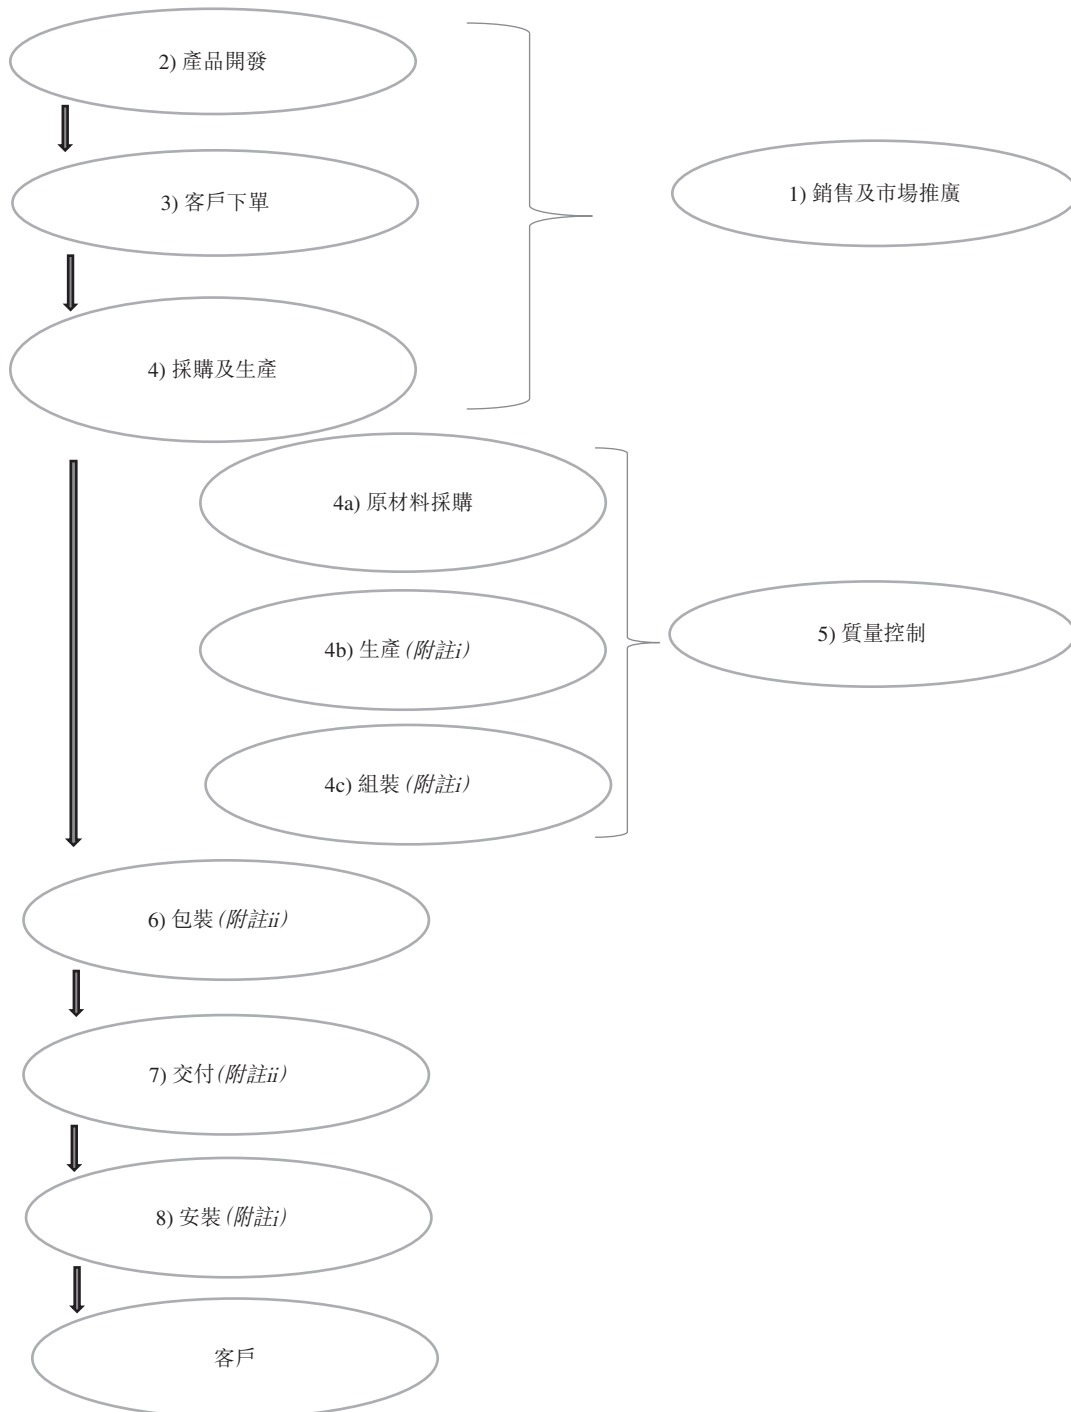 2) 產品開發
3) 客戶下單
1) 銷售及市場推廣
4) 採購及生產
4a) 原材料採購
4b) 生產(附註i)
5) 質量控制
4c) 組裝(附註i)
6) 包裝(附註ii)
7) 交付(附註ii)
8) 安裝(附註i)
客戶